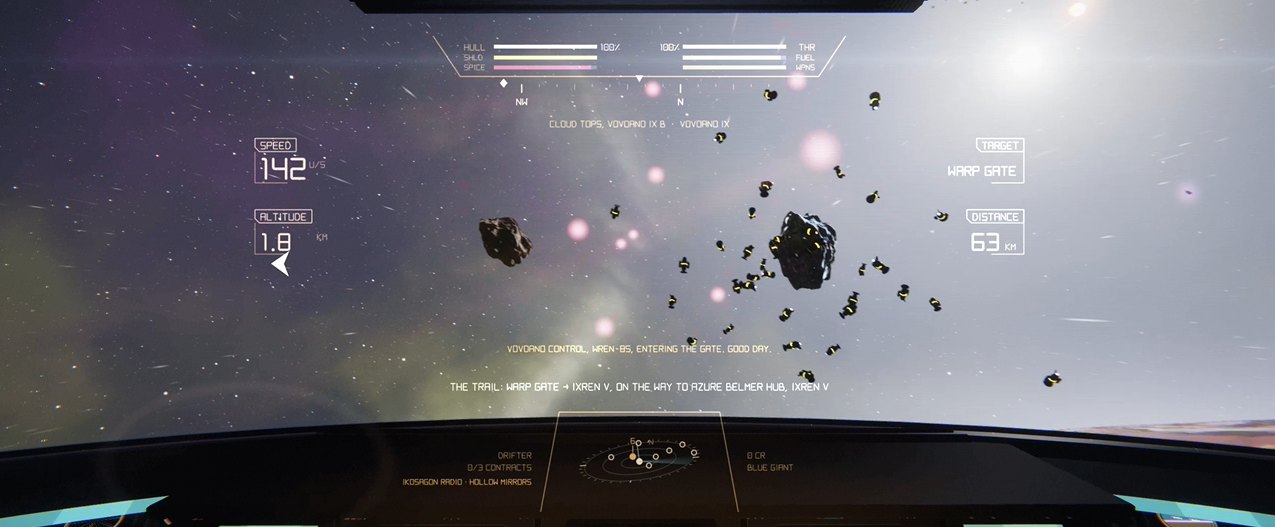 HULL 100% 100% THR
SHLD FUEL
SPICE WPNS
NW N
CLOUD TOPS, VOVOANO IX B · VOVOANO IX
SPEED
142 U/S
TARGET
WARP GATE
ALTITUDE
1.8 KM
DISTANCE
63 KM
VOVOANO CONTROL, WREN-85, ENTERING THE GATE. GOOD DAY.
THE TRAIL: WARP GATE → IXREN V, ON THE WAY TO AZURE BELMER HUB, IXREN V
DRIFTER
0/3 CONTRACTS
IKOSAGON RADIO · HOLLOW MIRRORS
0 CR
BLUE GIANT